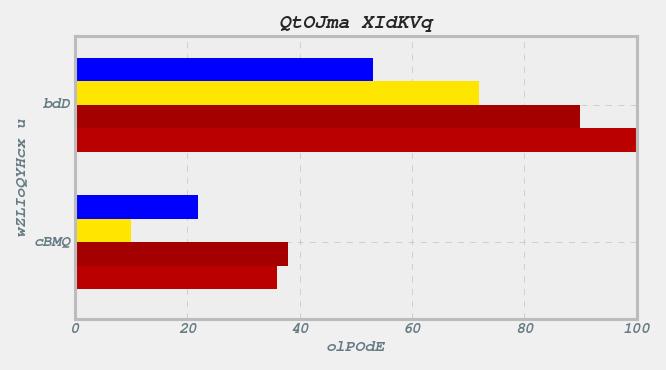 QtOJma XIdKVq
wZLIoQYHcx u
bdD
cBMQ
0 20 40 60 80 100
olPOdE